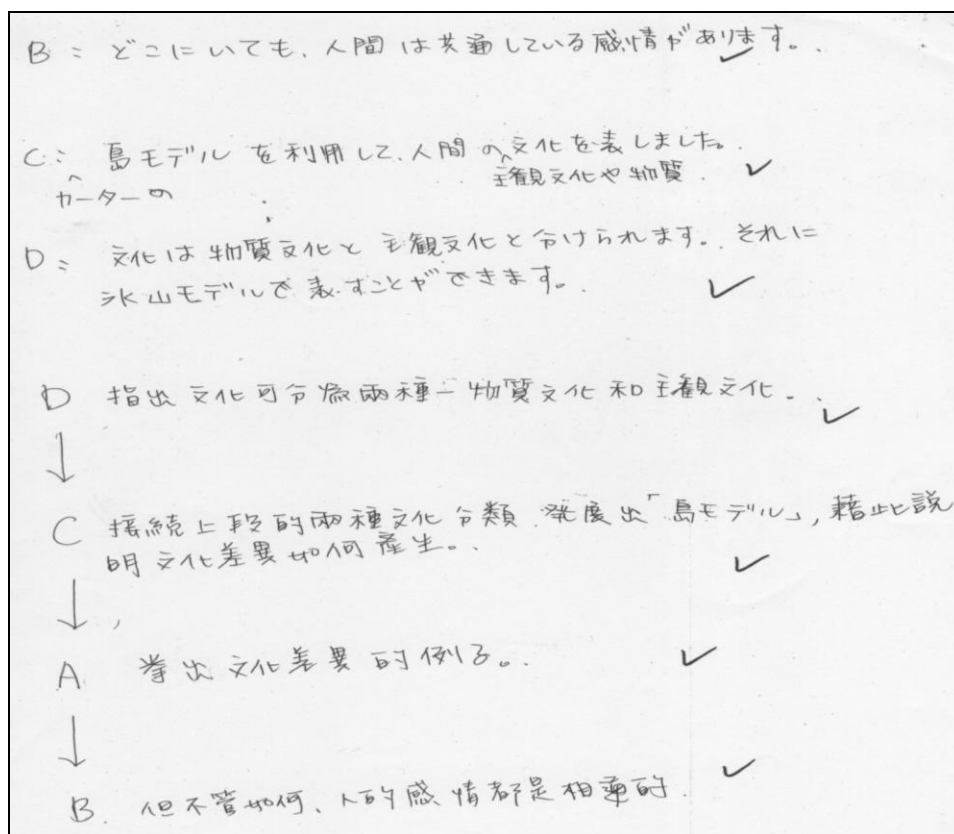 B: どこにいても、人間は共通している感情があります。
C: 島モデルを利用して、人間の文化を表しました。
カーターの 主観文化や物質
D: 文化は物質文化と主観文化と分けられます。それに
氷山モデルで表すことができます。
D 指出文化可分為兩種─物質文化和主観文化。
↓
C 接続上段的兩種文化分類,発展出「島モデル」,藉此説
明文化差異如何產生。
↓
A 挙出文化差異的例子。
↓
B. 但不管如何、人的感情都是相重的.